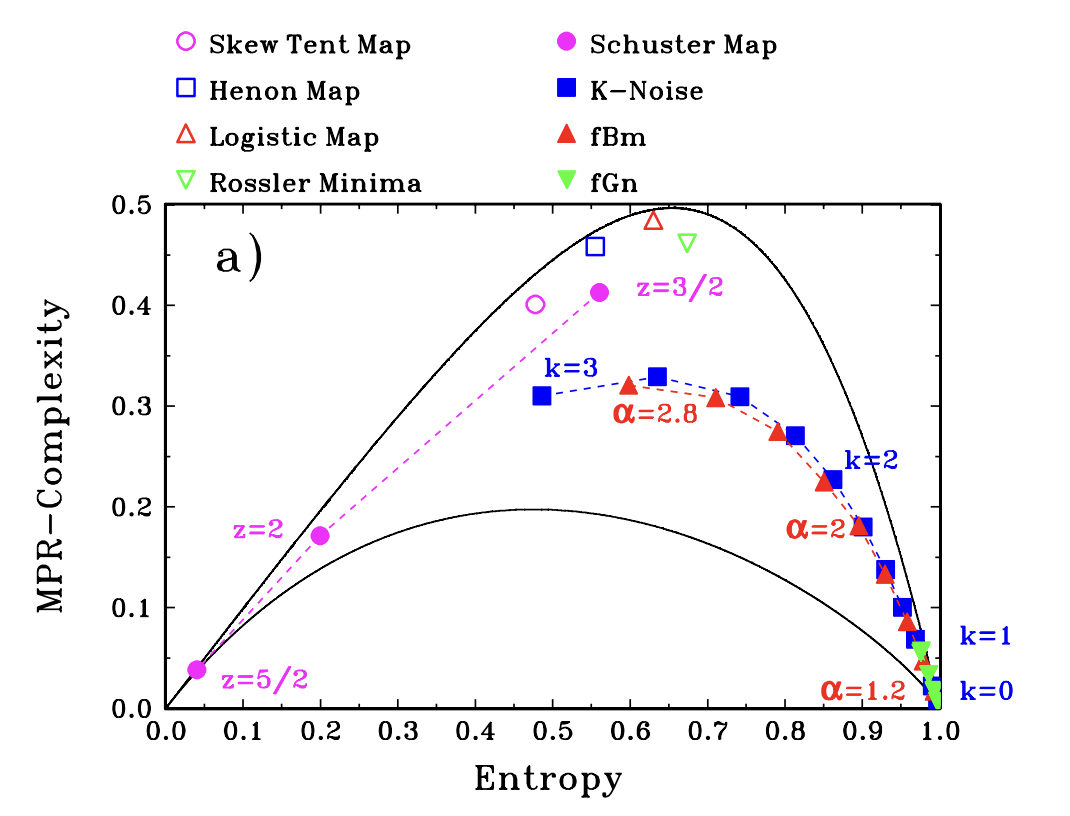 Skew Tent Map
Schuster Map
Henon Map
K−Noise
Logistic Map
fBm
Rossler Minima
fGn
0.5
0.4
0.3
0.2
0.1
0.0
MPR−Complexity
a)
z=3/2
k=3
α=2.8
k=2
z=2
α=2
k=1
z=5/2
α=1.2
k=0
0.0 0.1 0.2 0.3 0.4 0.5 0.6 0.7 0.8 0.9 1.0
Entropy